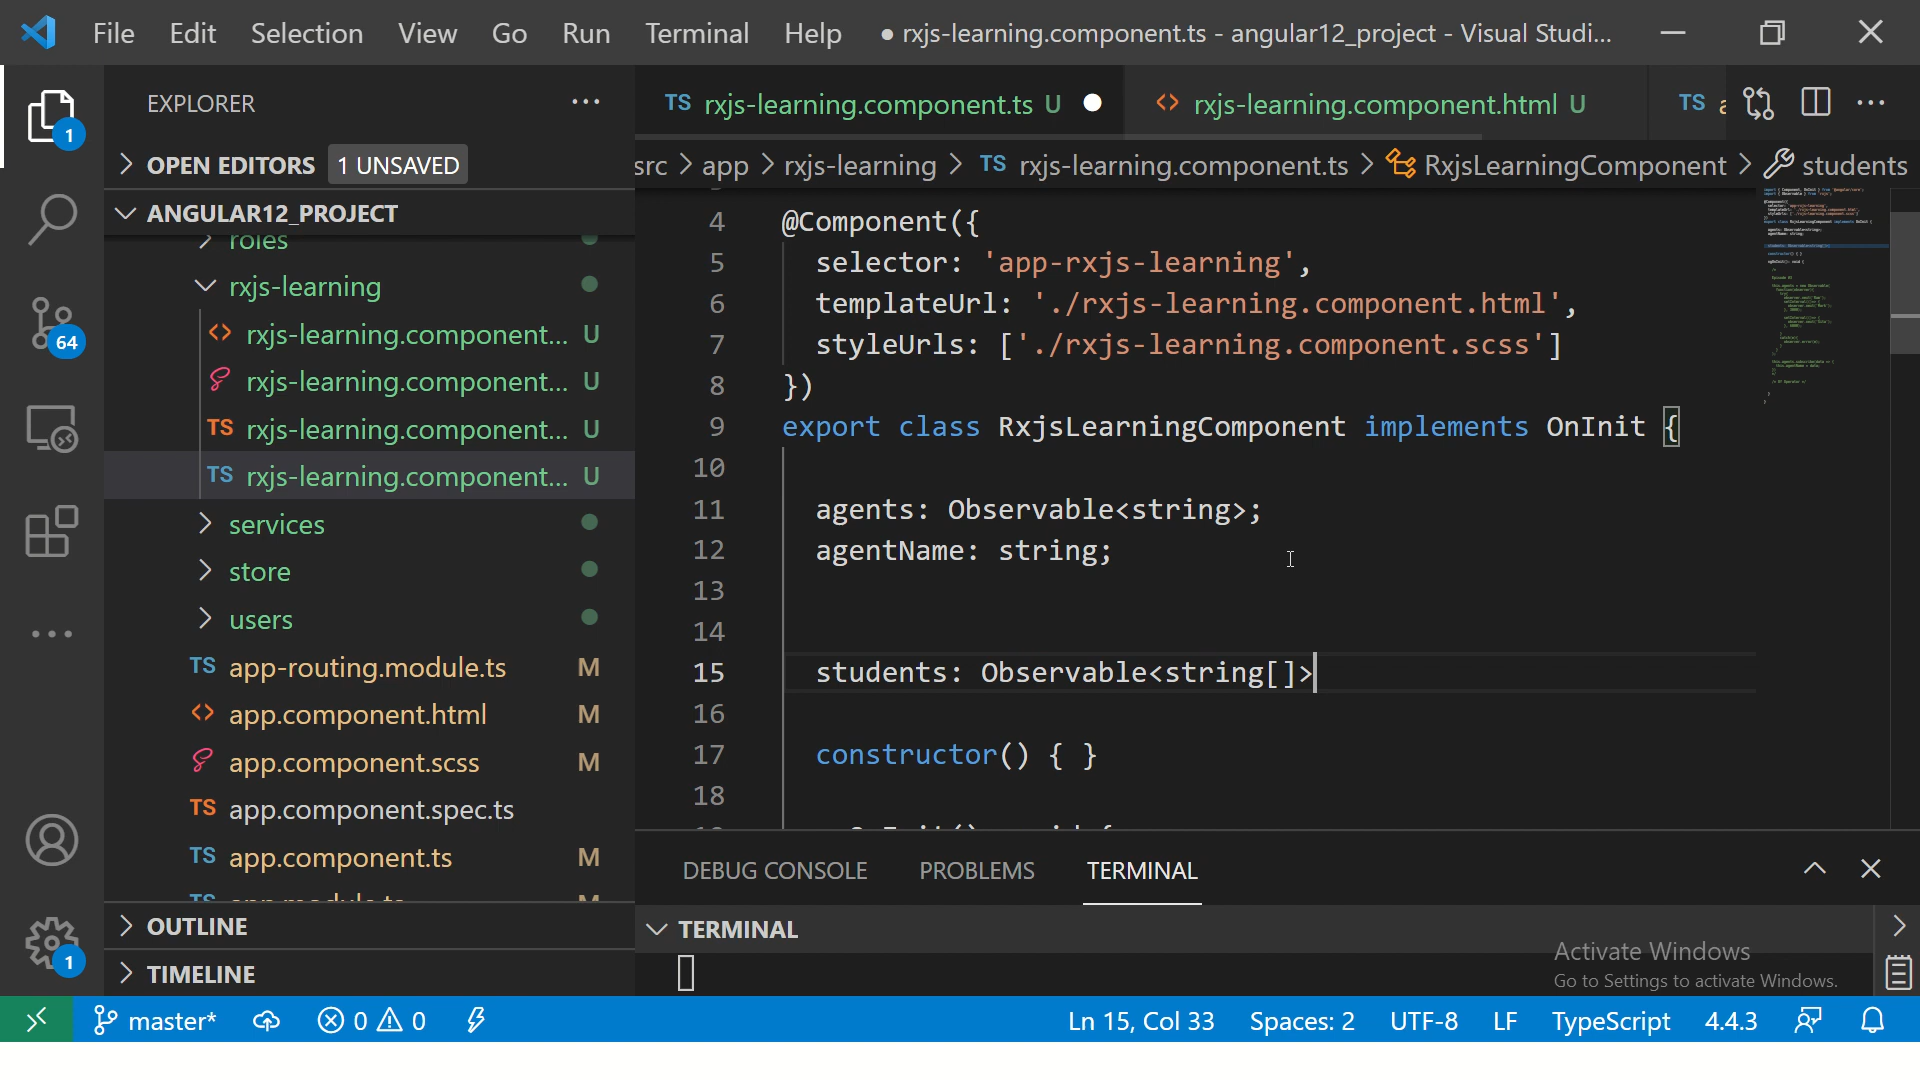 File Edit Selection View Go Run Terminal Help ● rxjs-learning.component.ts - angular12_project - Visual Studi...
EXPLORER ...
1
OPEN EDITORS 1 UNSAVED
ANGULAR12_PROJECT
roles
rxjs-learning
rxjs-learning.component... U
rxjs-learning.component... U
TS rxjs-learning.component... U
TS rxjs-learning.component... U
64
services
store
users
TS app-routing.module.ts M
app.component.html M
app.component.scss M
TS app.component.spec.ts
TS app.component.ts M
OUTLINE
TIMELINE
1
TS rxjs-learning.component.ts U ● rxjs-learning.component.html U TS
src > app > rxjs-learning > TS rxjs-learning.component.ts > RxjsLearningComponent > students
4 @Component({
5 selector: 'app-rxjs-learning',
6 templateUrl: './rxjs-learning.component.html',
7 styleUrls: ['./rxjs-learning.component.scss']
8 })
9 export class RxjsLearningComponent implements OnInit {
10
11 agents: Observable<string>;
12 agentName: string;
13
14
15 students: Observable<string[]>
16
17 constructor() { }
18
DEBUG CONSOLE PROBLEMS TERMINAL
TERMINAL
Activate Windows
Go to Settings to activate Windows.
master* 0 0 Ln 15, Col 33 Spaces: 2 UTF-8 LF TypeScript 4.4.3